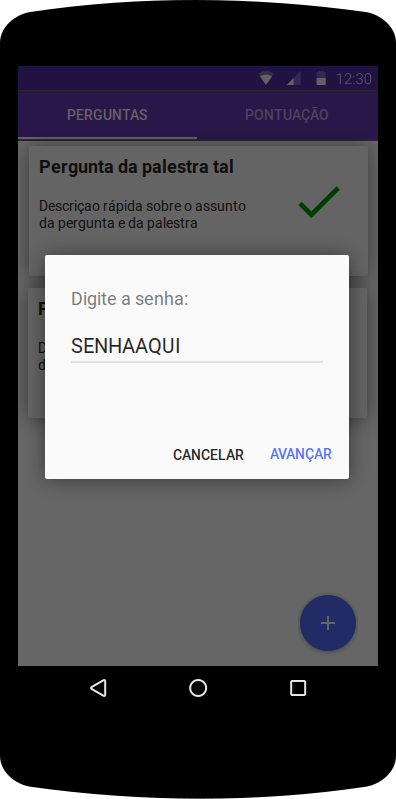 12:30
PERGUNTAS PONTUAÇÃO
Pergunta da palestra tal
Descriçao rápida sobre o assunto
da pergunta e da palestra
Digite a senha:
SENHAAQUI
CANCELAR AVANÇAR